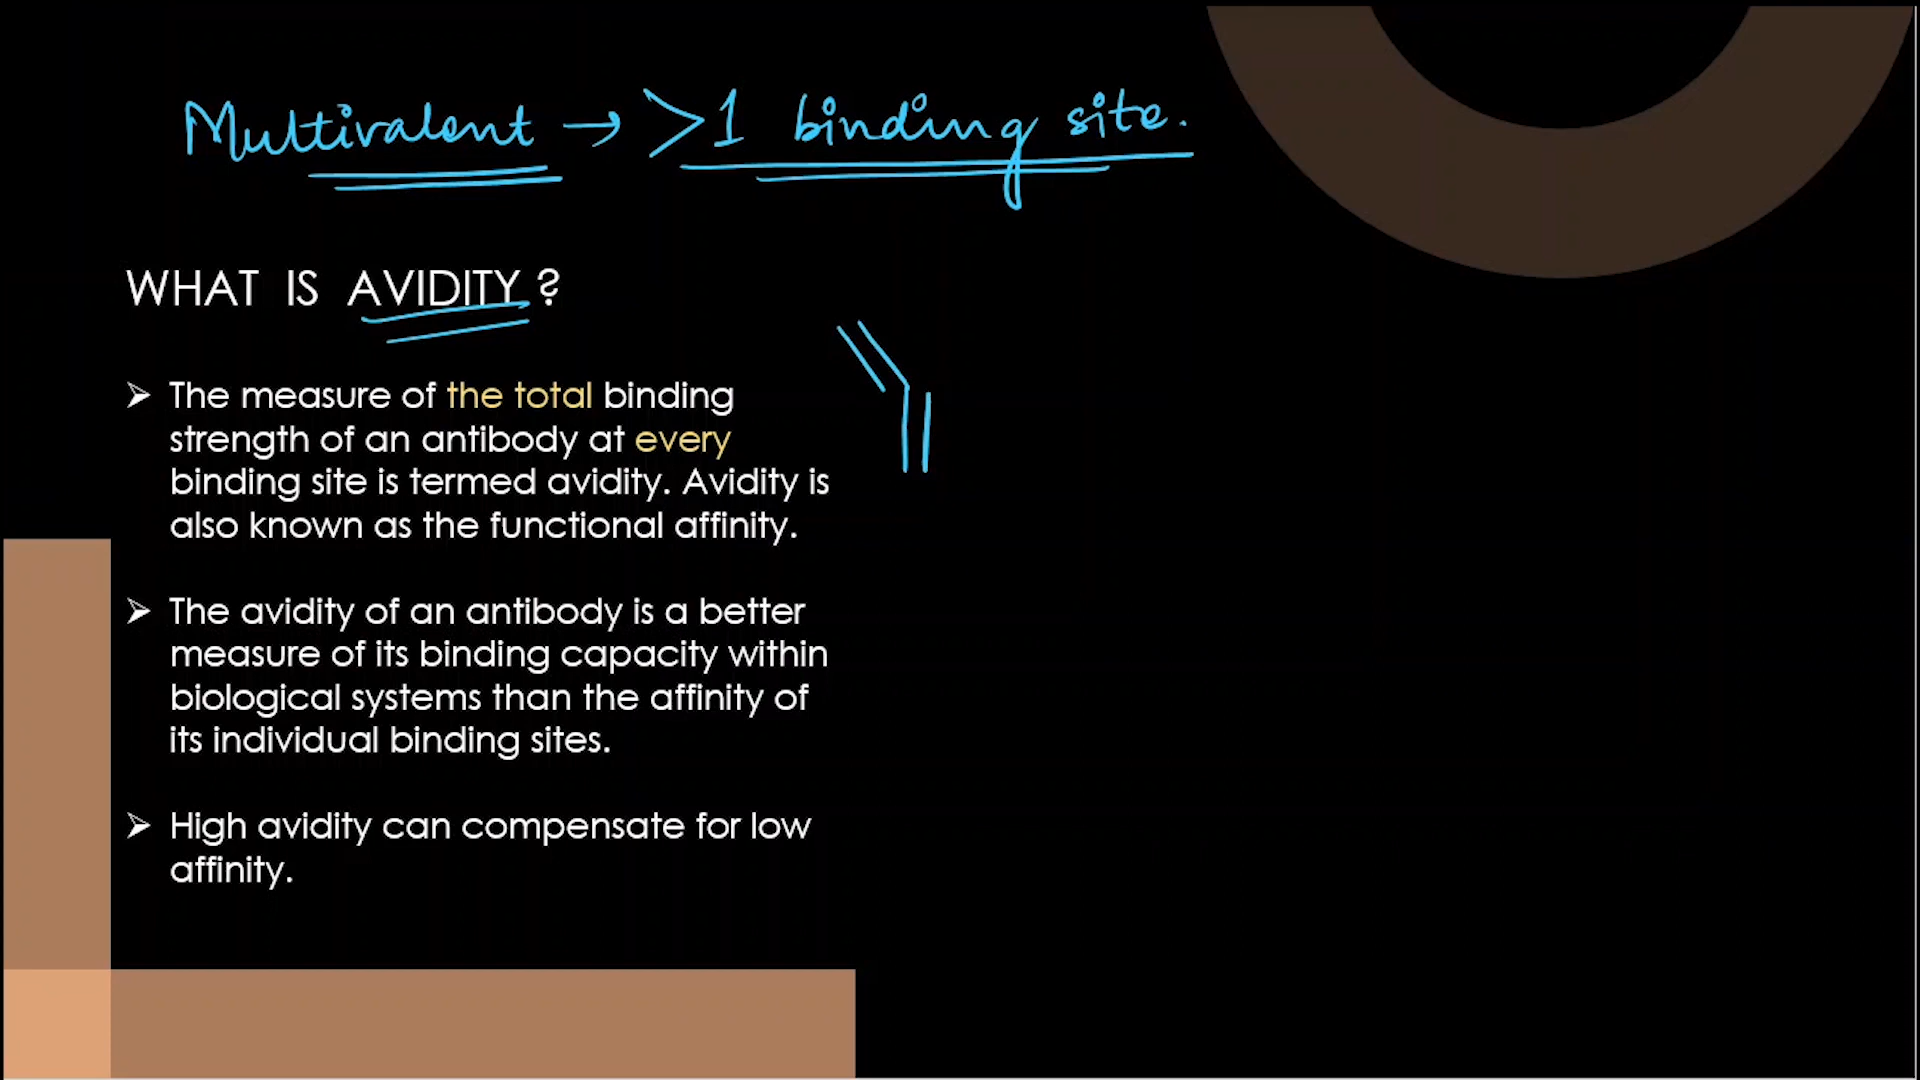 Multivalent → >1 binding site.
WHAT IS AVIDITY ?
➢ The measure of the total binding
strength of an antibody at every
binding site is termed avidity. Avidity is
also known as the functional affinity.
➢ The avidity of an antibody is a better
measure of its binding capacity within
biological systems than the affinity of
its individual binding sites.
➢ High avidity can compensate for low
affinity.